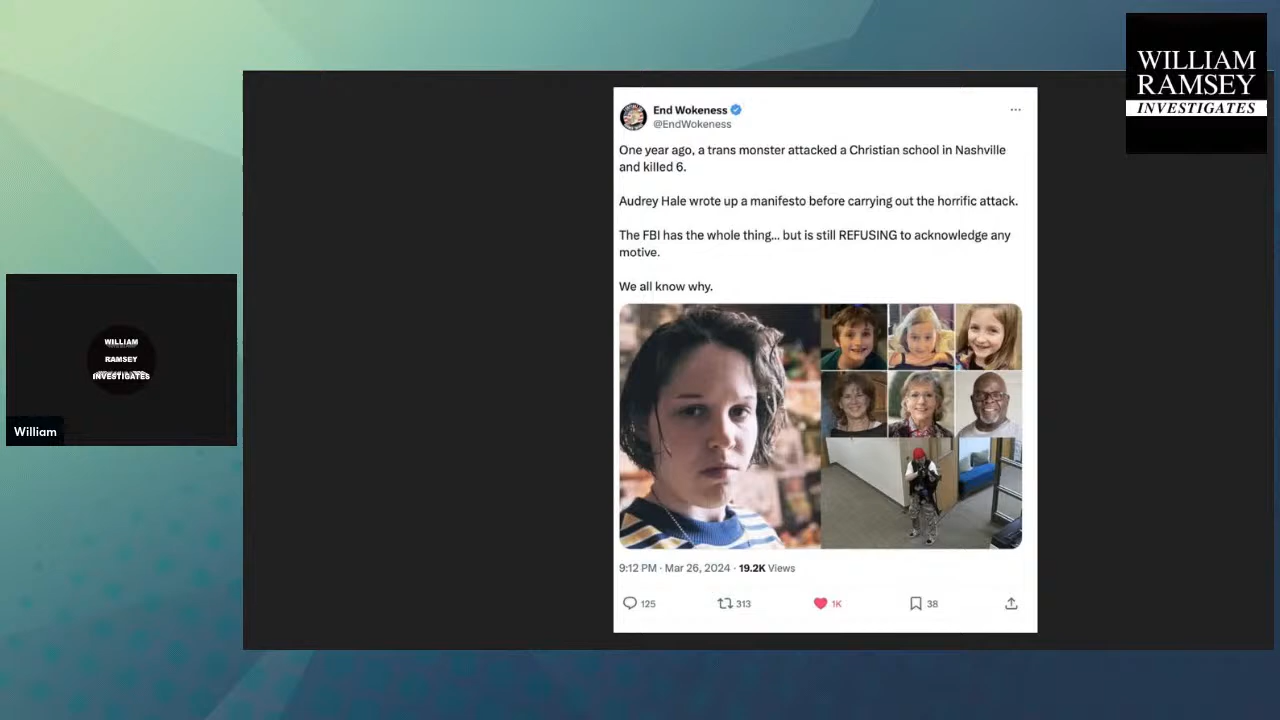 WILLIAM
RAMSEY
INVESTIGATES
End Wokeness
@EndWokeness
One year ago, a trans monster attacked a Christian school in Nashville
and killed 6.
Audrey Hale wrote up a manifesto before carrying out the horrific attack.
The FBI has the whole thing... but is still REFUSING to acknowledge any
motive.
We all know why.
9:12 PM · Mar 26, 2024 · 19.2K Views
125 313 1K 38
WILLIAM
RAMSEY
INVESTIGATES
William